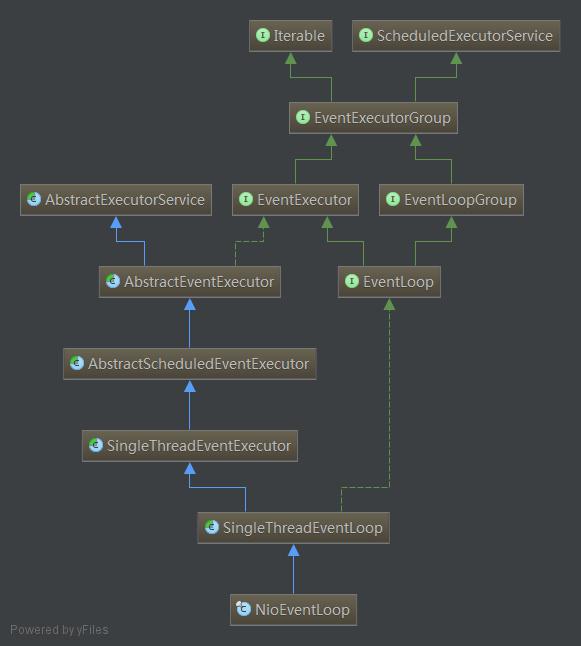 Iterable
ScheduledExecutorService
EventExecutorGroup
AbstractExecutorService
EventExecutor
EventLoopGroup
AbstractEventExecutor
EventLoop
AbstractScheduledEventExecutor
SingleThreadEventExecutor
SingleThreadEventLoop
NioEventLoop
Powered by yFiles